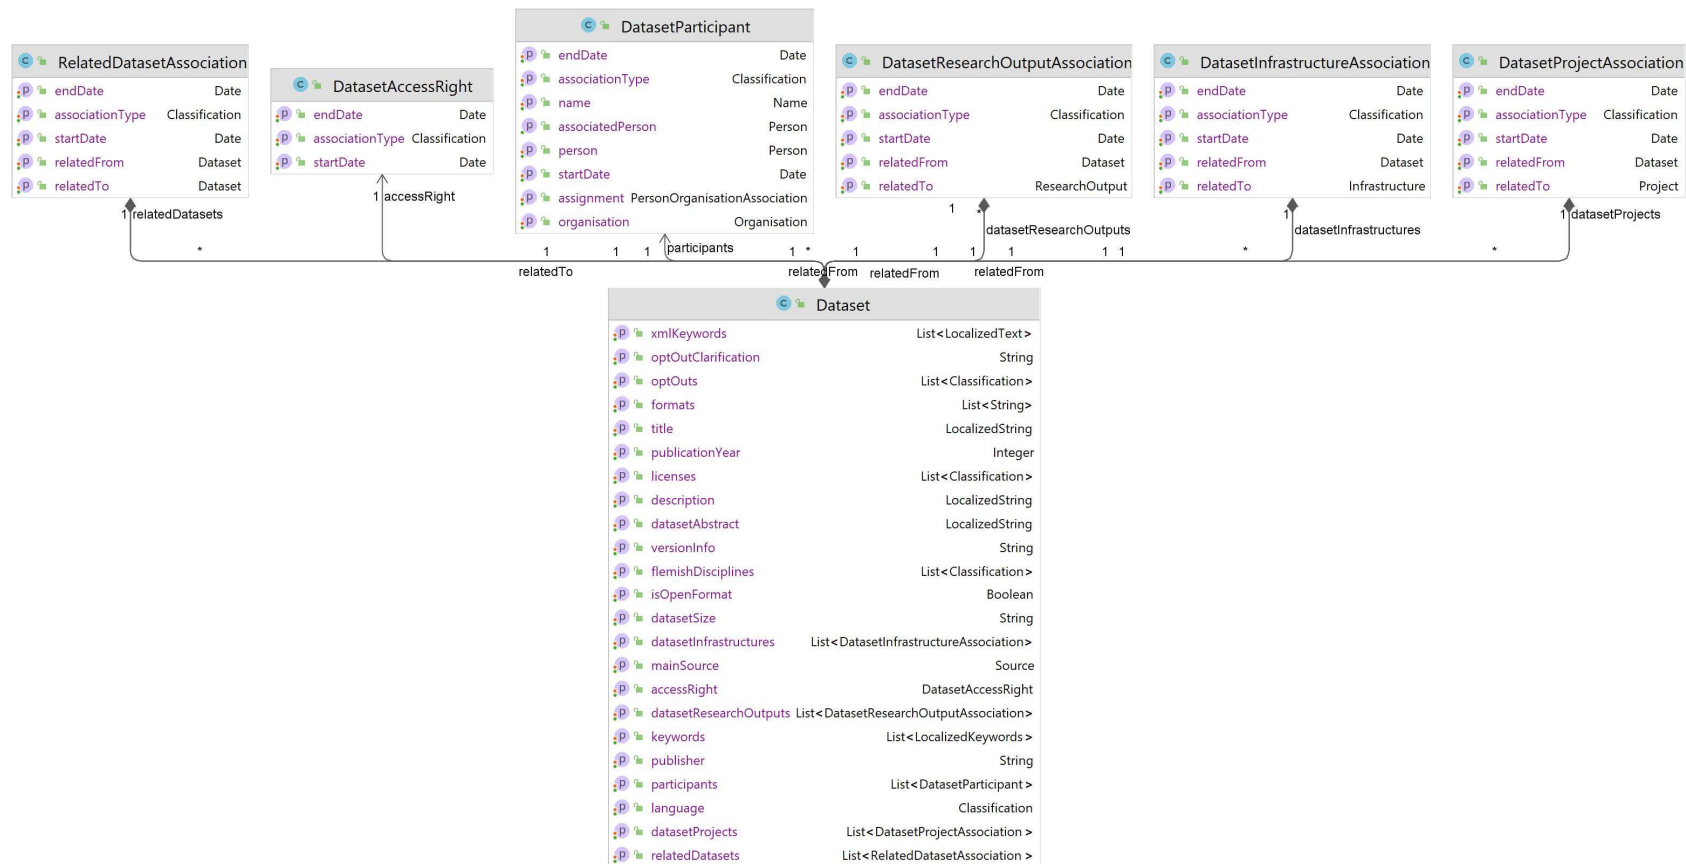 RelatedDatasetAssociation
endDate Date
associationType Classification
startDate Date
relatedFrom Dataset
relatedTo Dataset
DatasetAccessRight
endDate Date
associationType Classification
startDate Date
DatasetParticipant
endDate Date
associationType Classification
name Name
associatedPerson Person
person Person
startDate Date
assignment PersonOrganisationAssociation
organisation Organisation
DatasetResearchOutputAssociation
endDate Date
associationType Classification
startDate Date
relatedFrom Dataset
relatedTo ResearchOutput
DatasetInfrastructureAssociation
endDate Date
associationType Classification
startDate Date
relatedFrom Dataset
relatedTo Infrastructure
DatasetProjectAssociation
endDate Date
associationType Classification
startDate Date
relatedFrom Dataset
relatedTo Project
1 relatedDatasets
1 accessRight
participants
1 *
datasetResearchOutputs
1
datasetInfrastructures
1 datasetProjects
* 1 1 1 1 * 1 1 1 1 1 1 * *
relatedTo relatedFrom relatedFrom relatedFrom
Dataset
xmlKeywords List<LocalizedText>
optOutClarification String
optOuts List<Classification>
formats List<String>
title LocalizedString
publicationYear Integer
licenses List<Classification>
description LocalizedString
datasetAbstract LocalizedString
versionInfo String
flemishDisciplines List<Classification>
isOpenFormat Boolean
datasetSize String
datasetInfrastructures List<DatasetInfrastructureAssociation>
mainSource Source
accessRight DatasetAccessRight
datasetResearchOutputs List<DatasetResearchOutputAssociation>
keywords List<LocalizedKeywords>
publisher String
participants List<DatasetParticipant>
language Classification
datasetProjects List<DatasetProjectAssociation>
relatedDatasets List<RelatedDatasetAssociation>